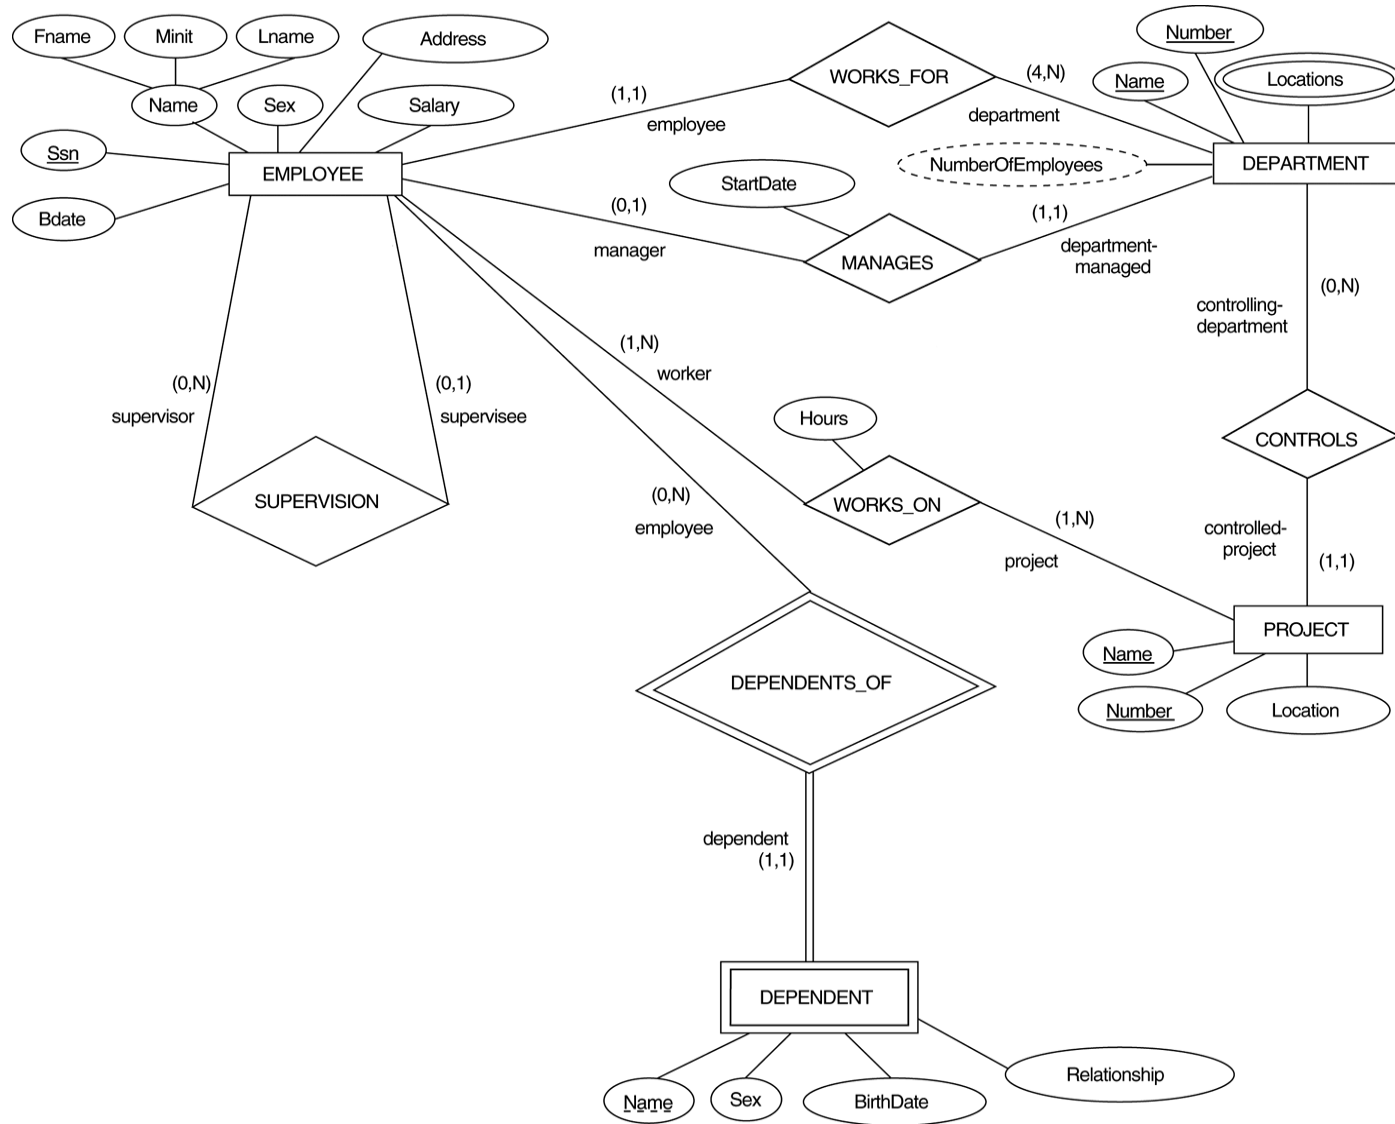 Fname
Minit
Lname
Address
Number
WORKS_FOR
(4,N)
department
Name
Locations
Name
Sex
Salary
(1,1)
employee
Ssn
EMPLOYEE
NumberOfEmployees
DEPARTMENT
StartDate
Bdate
(0,1)
manager
(1,1)
department-
managed
MANAGES
(0,N)
controlling-
department
(1,N)
worker
(0,N)
supervisor
(0,1)
supervisee
Hours
CONTROLS
SUPERVISION
(0,N)
employee
WORKS_ON
(1,N)
project
controlled-
project
(1,1)
PROJECT
Name
Number
Location
DEPENDENTS_OF
dependent
(1,1)
DEPENDENT
Name
Sex
BirthDate
Relationship